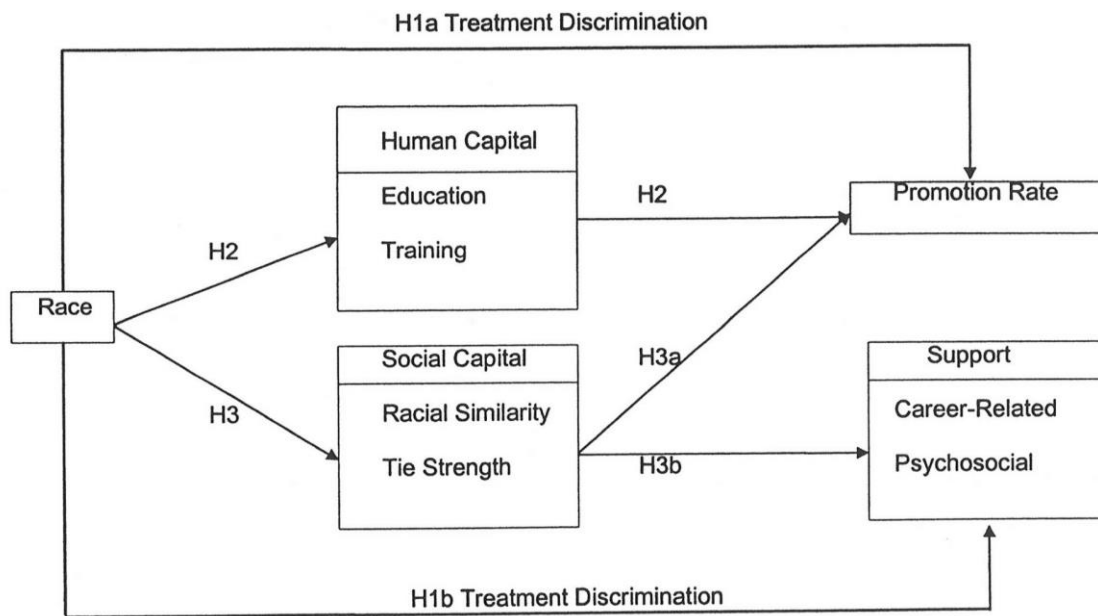 H1a Treatment Discrimination
Human Capital
Education
Training
H2
Promotion Rate
H2
Race
H3
Social Capital
Racial Similarity
Tie Strength
H3a
H3b
Support
Career-Related
Psychosocial
H1b Treatment Discrimination